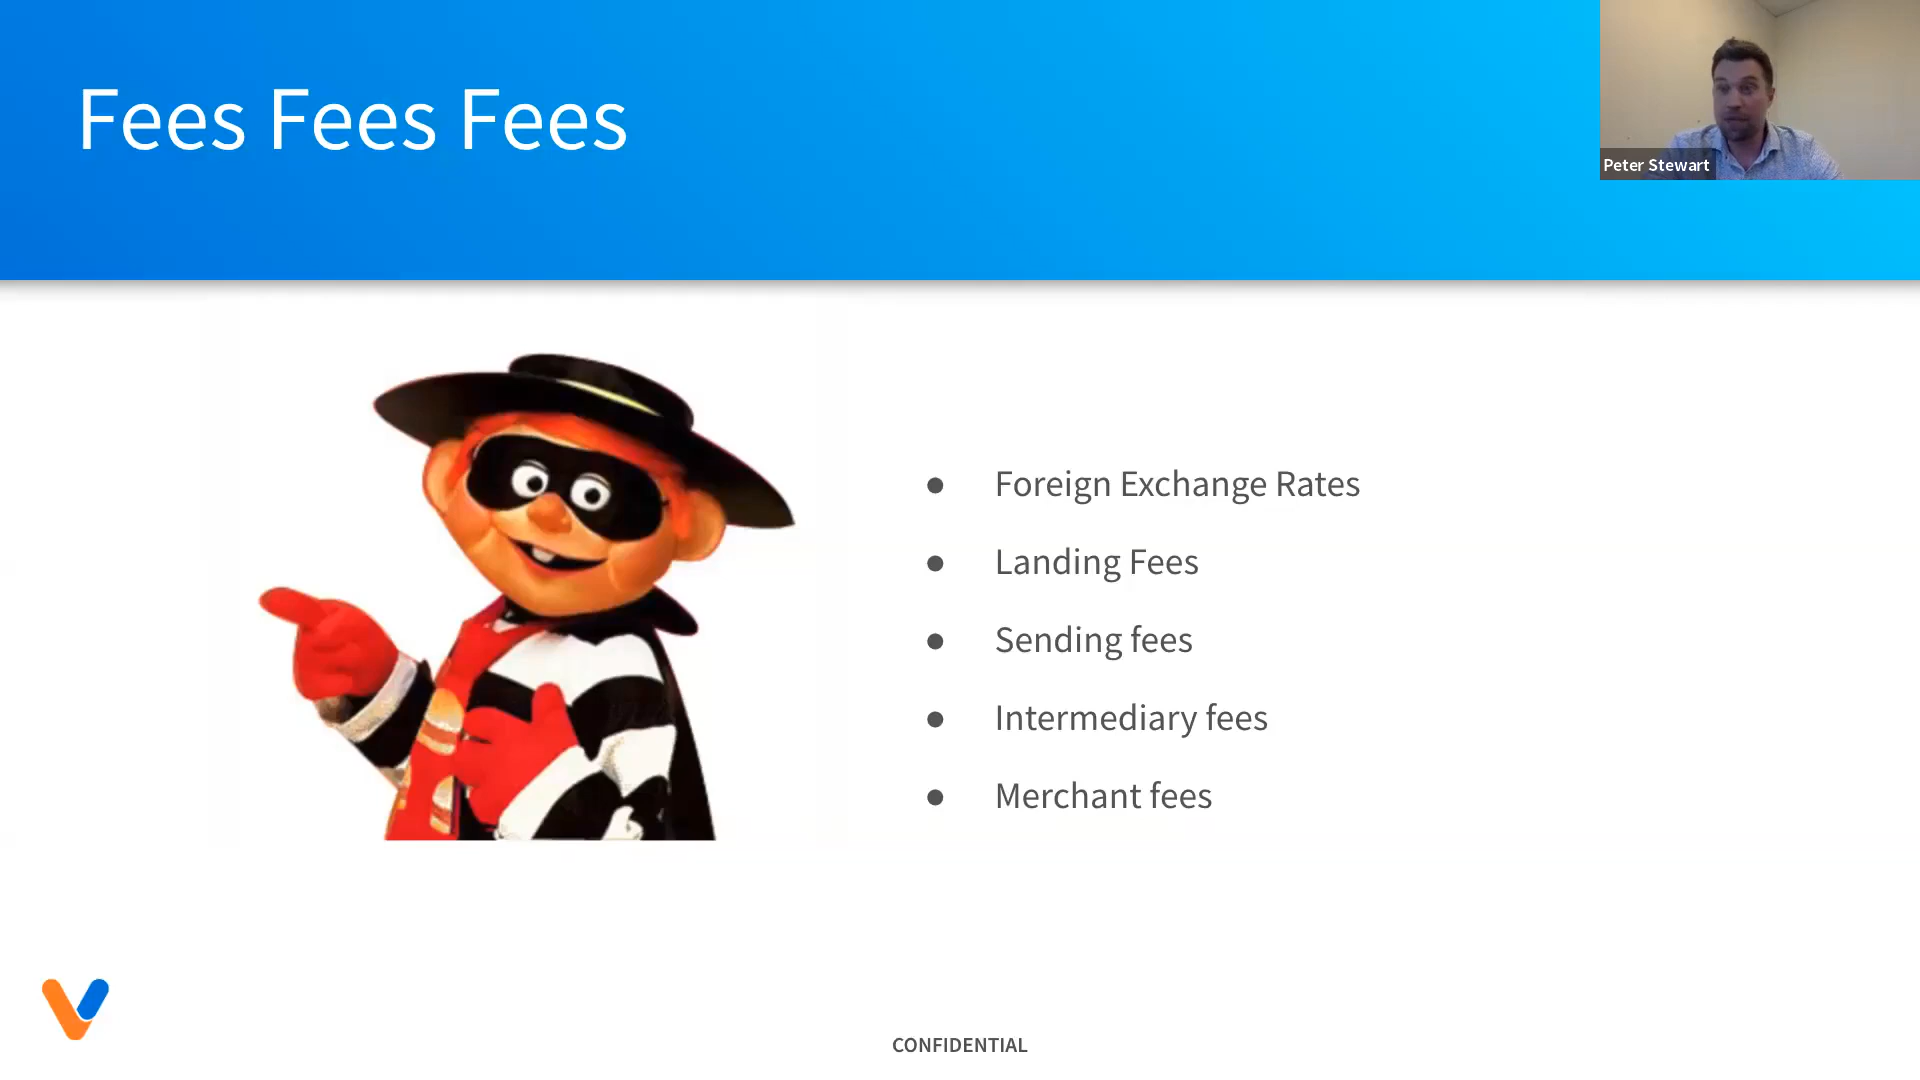 Fees Fees Fees
Peter Stewart
● Foreign Exchange Rates
● Landing Fees
● Sending fees
● Intermediary fees
● Merchant fees
CONFIDENTIAL